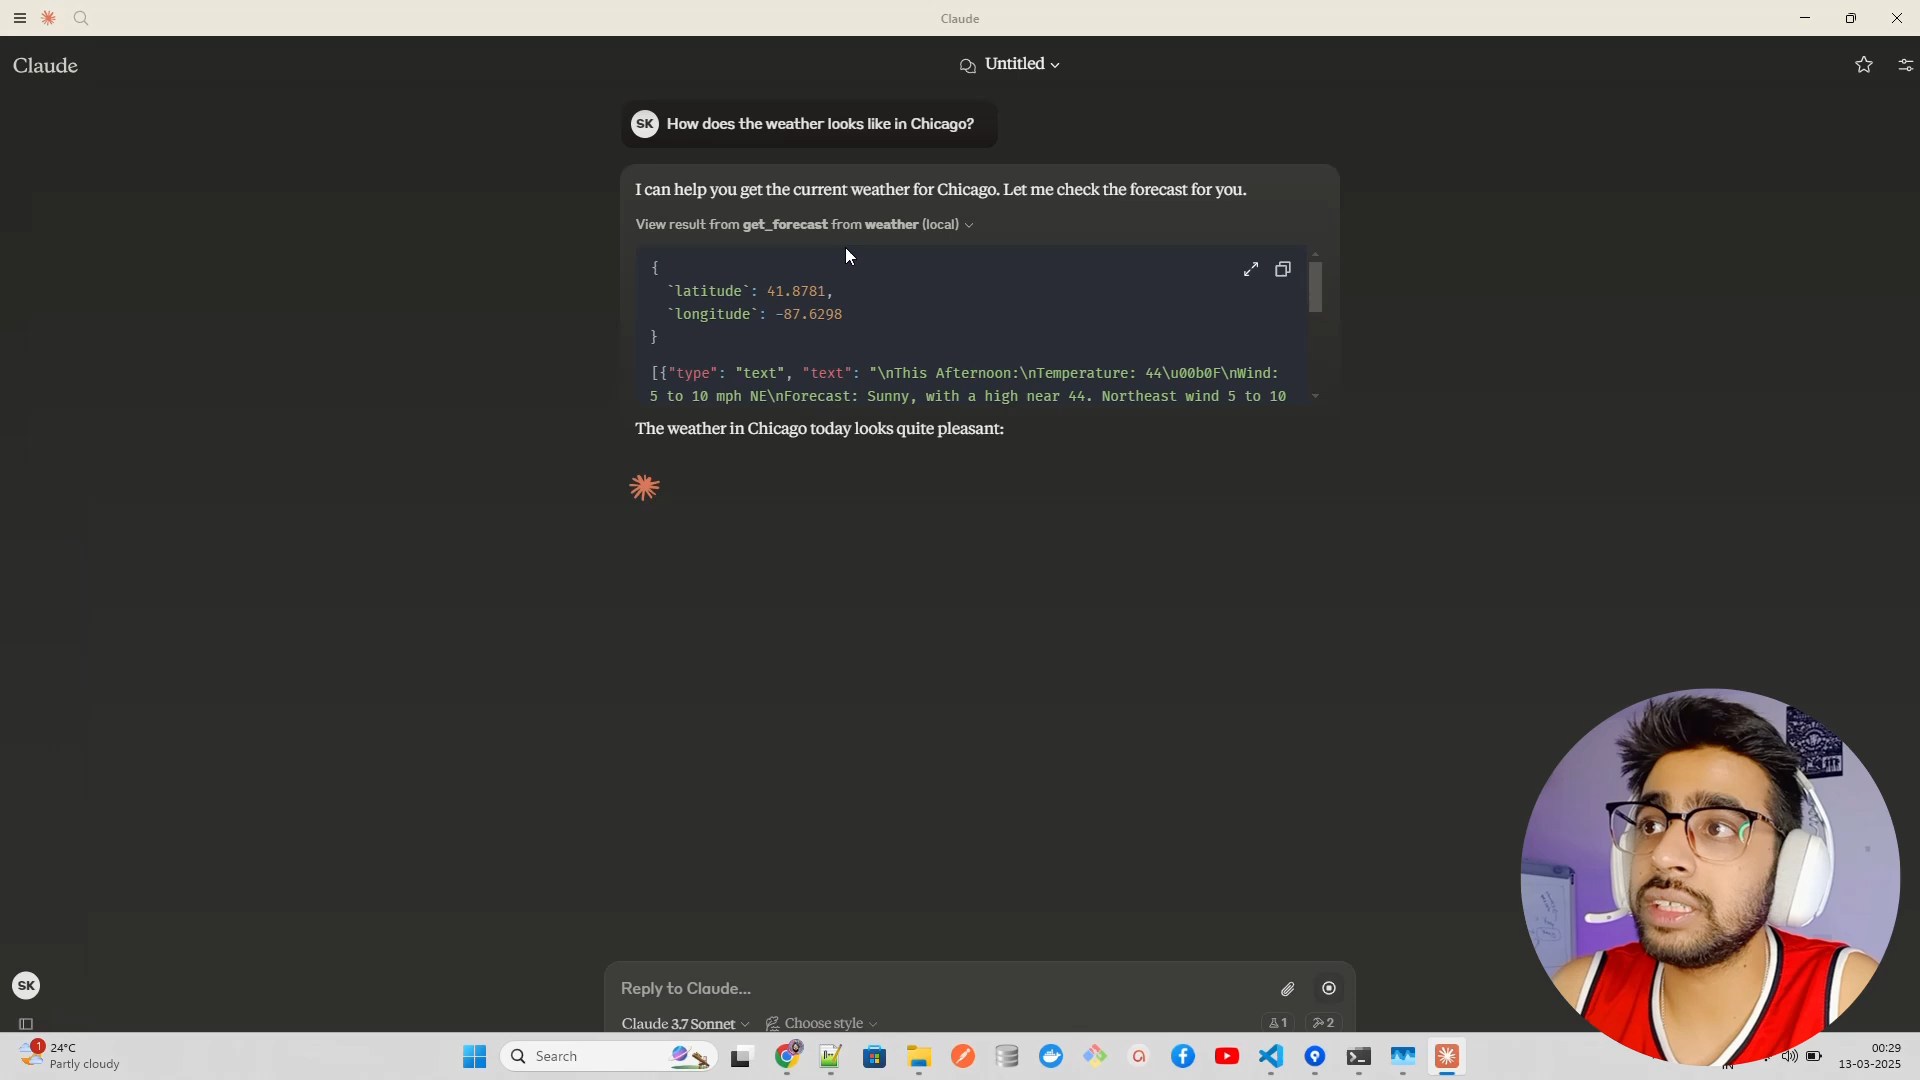 Claude
Claude
Untitled
SK How does the weather looks like in Chicago?
I can help you get the current weather for Chicago. Let me check the forecast for you.
View result from get_forecast from weather (local)
{
`latitude`: 41.8781,
`longitude`: -87.6298
}
[{"type": "text", "text": "\nThis Afternoon:\nTemperature: 44\u00b0F\nWind:
5 to 10 mph NE\nForecast: Sunny, with a high near 44. Northeast wind 5 to 10
The weather in Chicago today looks quite pleasant:
SK
Reply to Claude...
Claude 3.7 Sonnet
Choose style
1
2
1
24°C
Partly cloudy
Search
00:29
13-03-2025